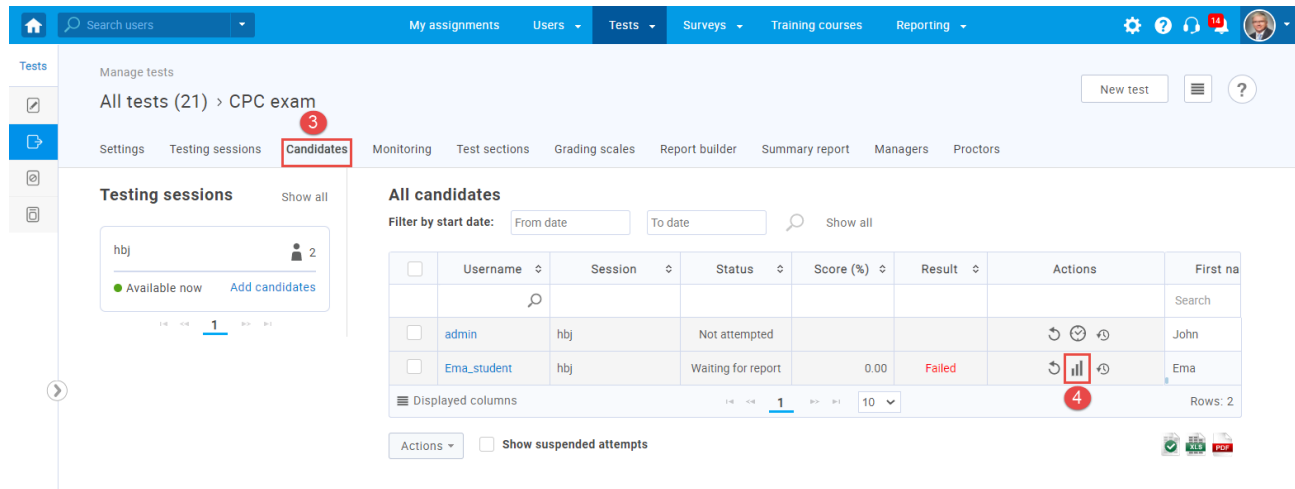 Search users My assignments Users Tests Surveys Training courses Reporting 14
Tests
Manage tests
All tests (21) > CPC exam
New test ?
3
Settings Testing sessions Candidates Monitoring Test sections Grading scales Report builder Summary report Managers Proctors
Testing sessions Show all
hbj 2
Available now Add candidates
1
All candidates
Filter by start date: From date To date Show all
Username Session Status Score (%) Result Actions First na
Search
admin hbj Not attempted John
Ema_student hbj Waiting for report 0.00 Failed Ema
4
Displayed columns 1 10 Rows: 2
Actions Show suspended attempts XLS PDF